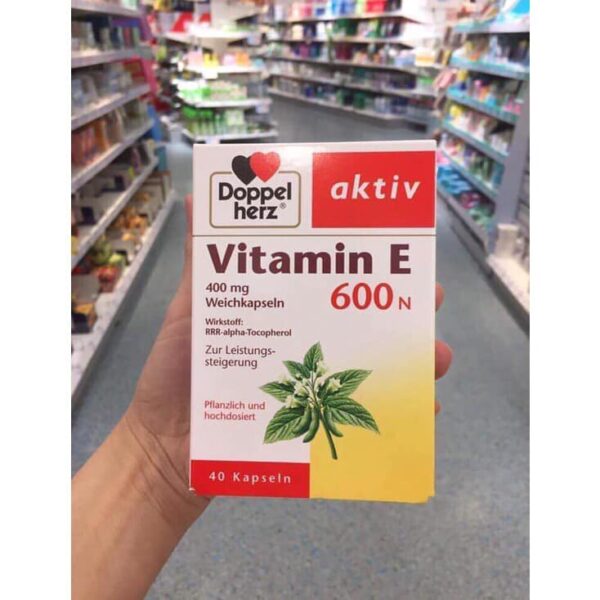 Doppel
herz®
aktiv
Vitamin E
600 N
400 mg
Weichkapseln
Wirkstoff:
RRR-alpha-Tocopherol
Zur Leistungs-
steigerung
Pflanzlich und
hochdosiert
40 Kapseln